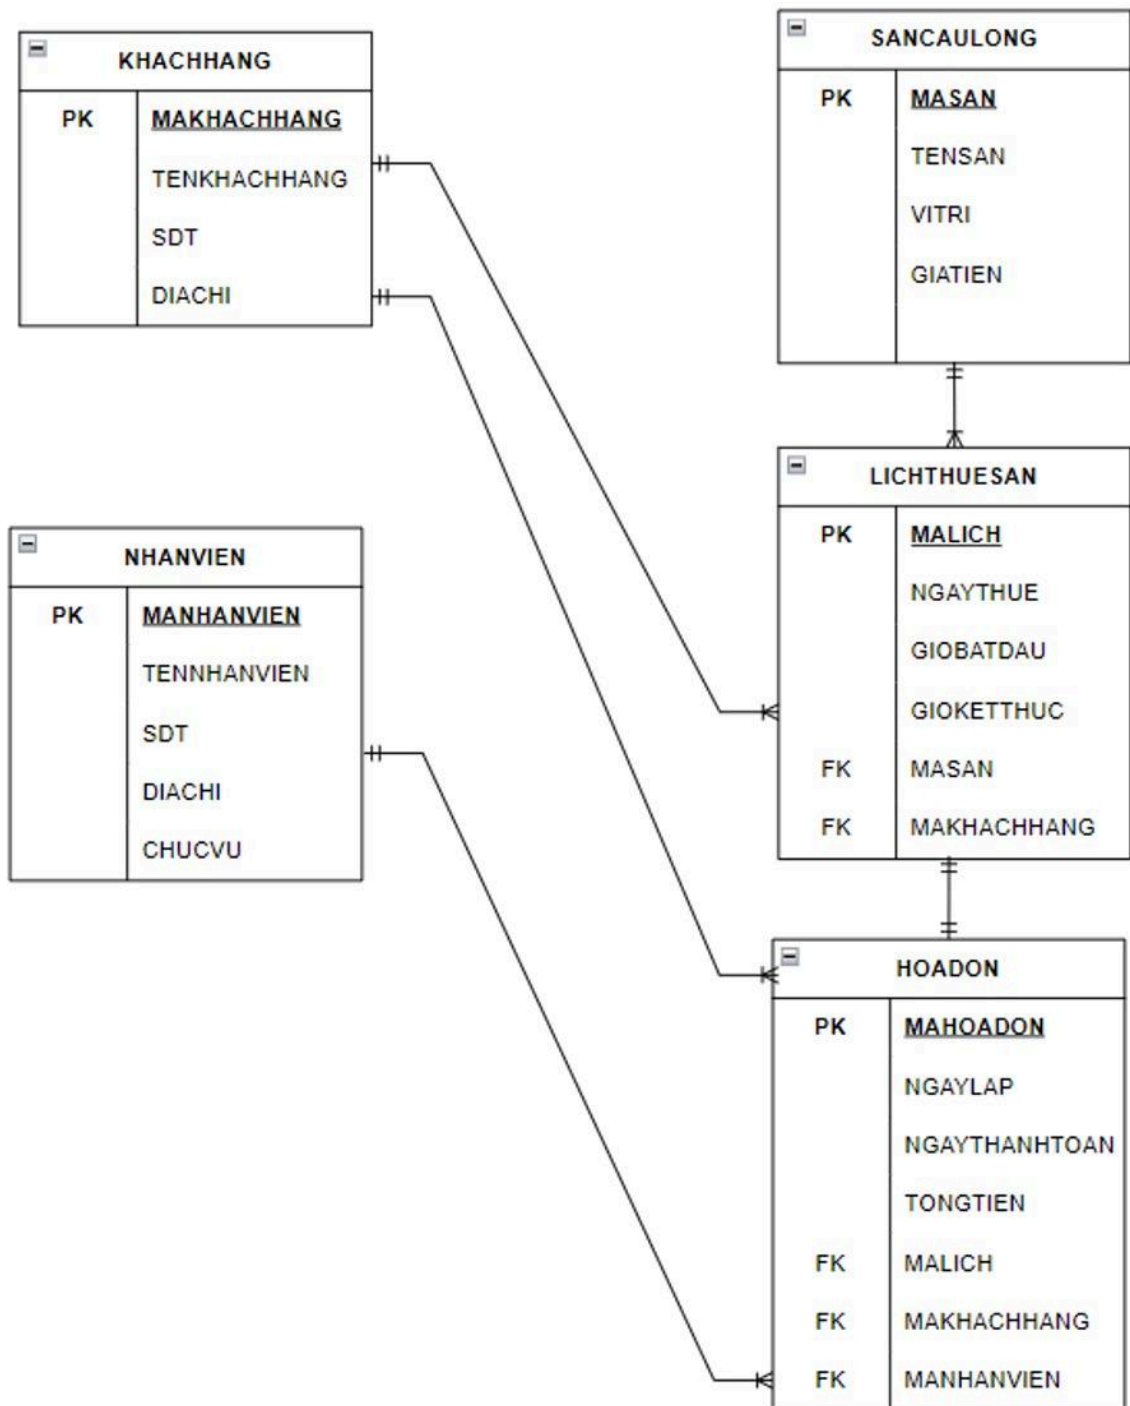 KHACHHANG
PK MAKHACHHANG
TENKHACHHANG
SDT
DIACHI
SANCAULONG
PK MASAN
TENSAN
VITRI
GIATIEN
NHANVIEN
PK MANHANVIEN
TENNHANVIEN
SDT
DIACHI
CHUCVU
LICHTHUESAN
PK MALICH
NGAYTHUE
GIOBATDAU
GIOKETTHUC
FK MASAN
FK MAKHACHHANG
HOADON
PK MAHOADON
NGAYLAP
NGAYTHANHTOAN
TONGTIEN
FK MALICH
FK MAKHACHHANG
FK MANHANVIEN